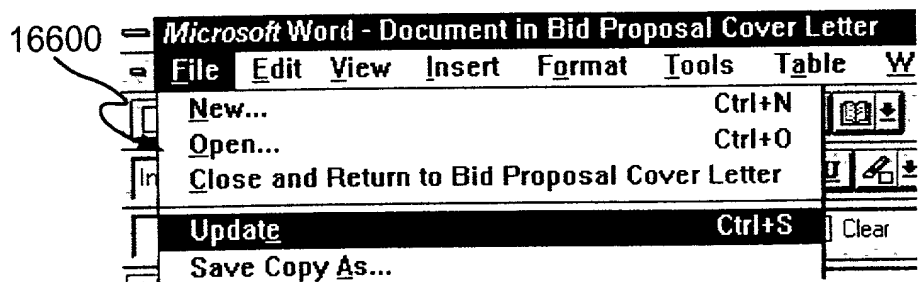 16600
Microsoft Word - Document in Bid Proposal Cover Letter
File Edit View Insert Format Tools Table W
New... Ctrl+N
Open... Ctrl+O
In Close and Return to Bid Proposal Cover Letter U
Update Ctrl+S Clear
Save Copy As...